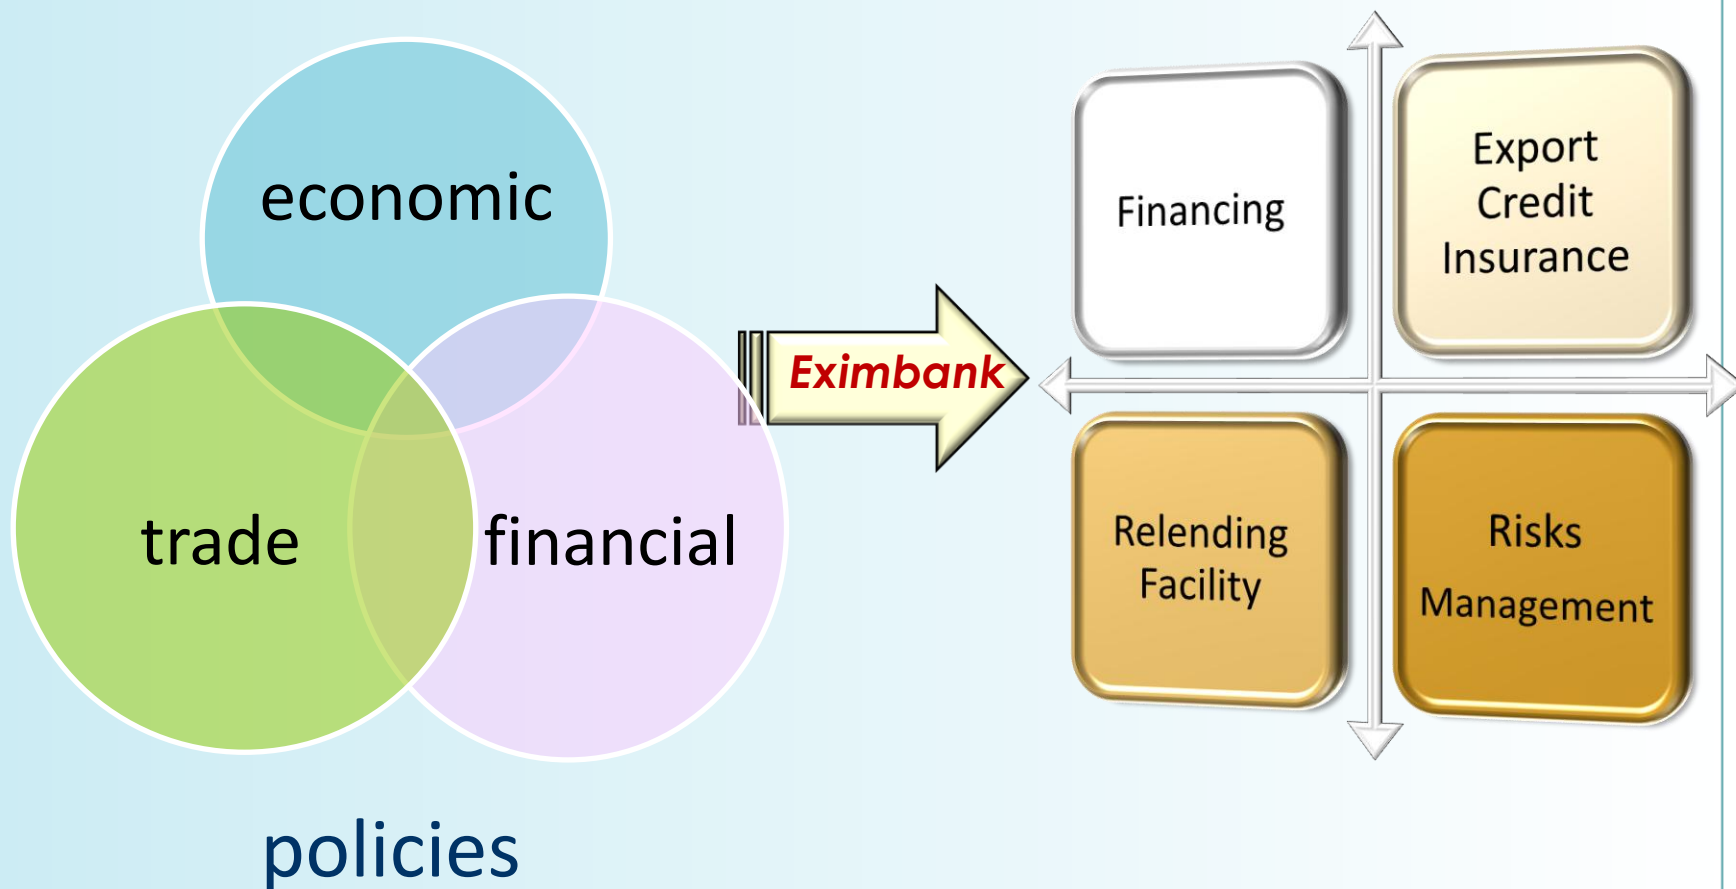 economic
trade
financial
policies
Eximbank
Financing
Export
Credit
Insurance
Relending
Facility
Risks
Management